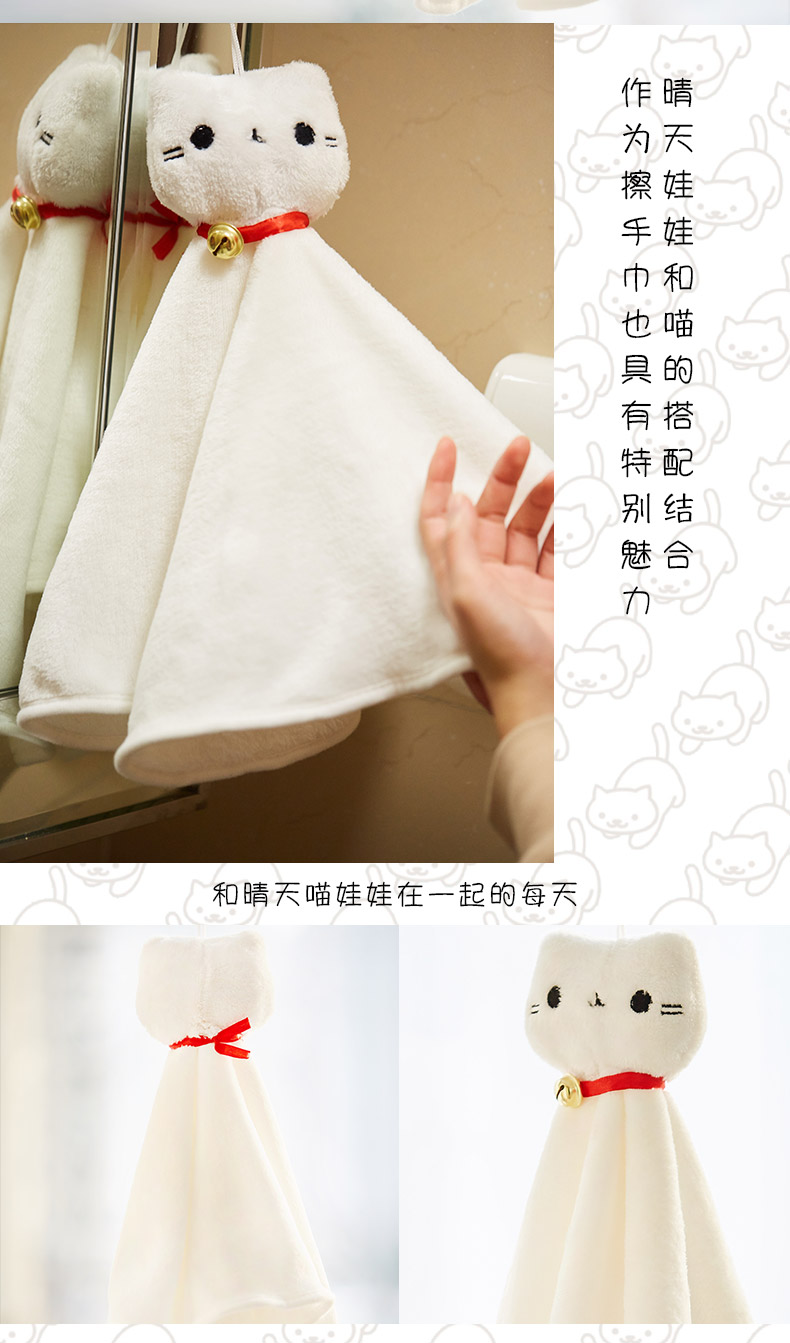 晴天娃娃和喵的搭配结合
作为擦手巾也具有特别魅力
和晴天喵娃娃在一起的每天